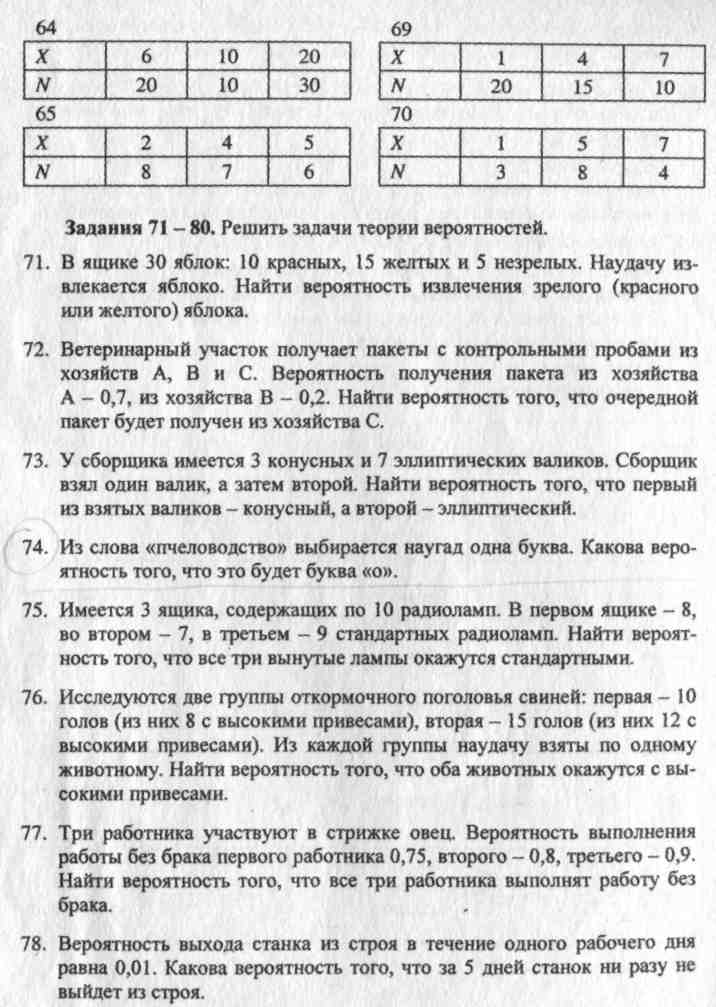 64
X 6 10 20
N 20 10 30
65
X 2 4 5
N 8 7 6
69
X 1 4 7
N 20 15 10
70
X 1 5 7
N 3 8 4
Задания 71 – 80. Решить задачи теории вероятностей.
71. В ящике 30 яблок: 10 красных, 15 желтых и 5 незрелых. Наудачу из-
влекается яблоко. Найти вероятность извлечения зрелого (красного
или желтого) яблока.
72. Ветеринарный участок получает пакеты с контрольными пробами из
хозяйств А, В и С. Вероятность получения пакета из хозяйства
А – 0,7, из хозяйства В – 0,2. Найти вероятность того, что очередной
пакет будет получен из хозяйства С.
73. У сборщика имеется 3 конусных и 7 эллиптических валиков. Сборщик
взял один валик, а затем второй. Найти вероятность того, что первый
из взятых валиков – конусный, а второй – эллиптический.
74. Из слова «пчеловодство» выбирается наугад одна буква. Какова веро-
ятность того, что это будет буква «о».
75. Имеется 3 ящика, содержащих по 10 радиоламп. В первом ящике – 8,
во втором – 7, в третьем – 9 стандартных радиоламп. Найти вероят-
ность того, что все три вынутые лампы окажутся стандартными.
76. Исследуются две группы откормочного поголовья свиней: первая – 10
голов (из них 8 с высокими привесами), вторая – 15 голов (из них 12 с
высокими привесами). Из каждой группы наудачу взяты по одному
животному. Найти вероятность того, что оба животных окажутся с вы-
сокими привесами.
77. Три работника участвуют в стрижке овец. Вероятность выполнения
работы без брака первого работника 0,75, второго – 0,8, третьего – 0,9.
Найти вероятность того, что все три работника выполнят работу без
брака.
78. Вероятность выхода станка из строя в течение одного рабочего дня
равна 0,01. Какова вероятность того, что за 5 дней станок ни разу не
выйдет из строя.